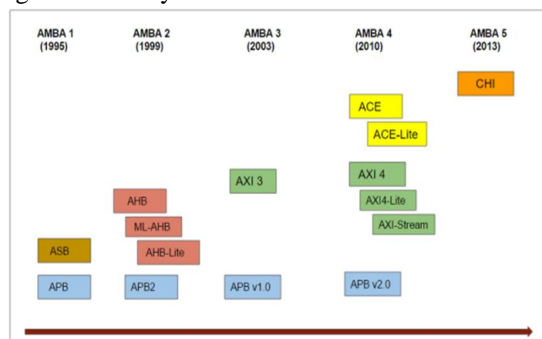 AMBA 1
(1995)
AMBA 2
(1999)
AMBA 3
(2003)
AMBA 4
(2010)
AMBA 5
(2013)
CHI
ACE
ACE-Lite
AXI 3
AXI 4
AXI4-Lite
AXI-Stream
AHB
ML-AHB
AHB-Lite
ASB
APB
APB2
APB v1.0
APB v2.0